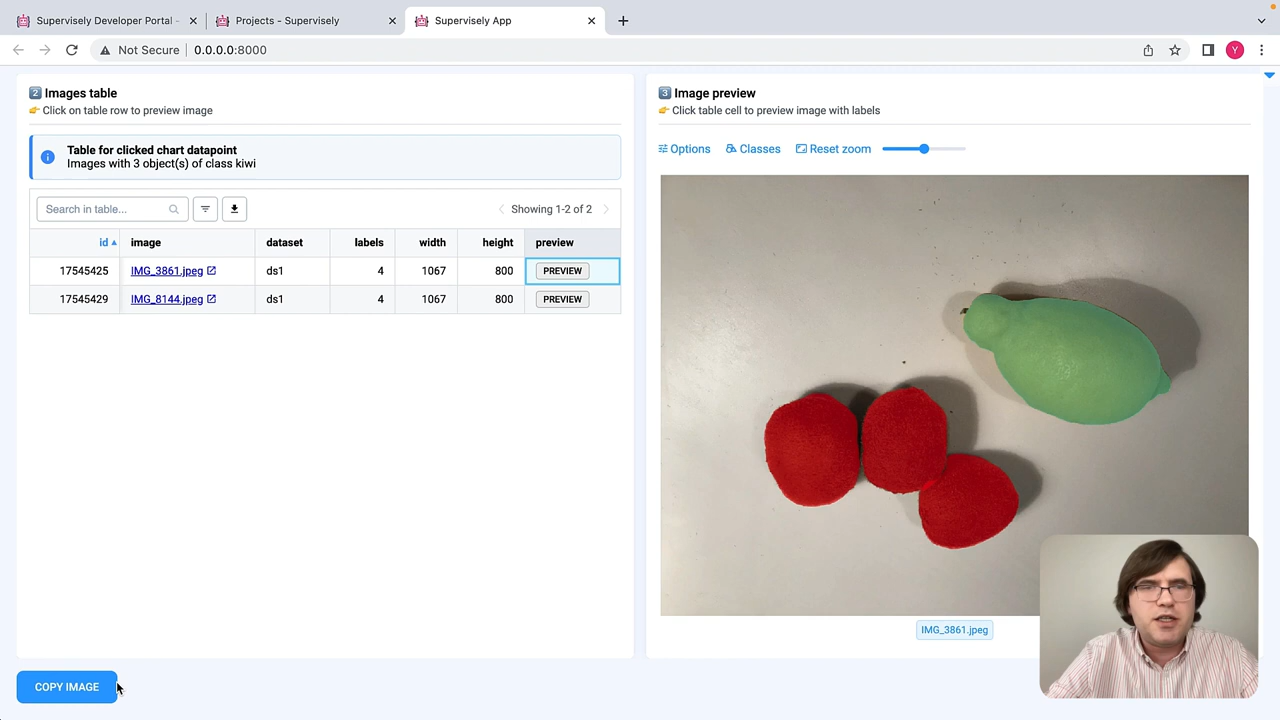 Supervisely Developer Portal -
Projects - Supervisely
Supervisely App
Not Secure
0.0.0.0:8000
Y
2 Images table
Click on table row to preview image
Table for clicked chart datapoint
Images with 3 object(s) of class kiwi
Search in table...
Showing 1-2 of 2
id image dataset labels width height preview
17545425 IMG_3861.jpeg ds1 4 1067 800 PREVIEW
17545429 IMG_8144.jpeg ds1 4 1067 800 PREVIEW
3 Image preview
Click table cell to preview image with labels
Options Classes Reset zoom
IMG_3861.jpeg
COPY IMAGE